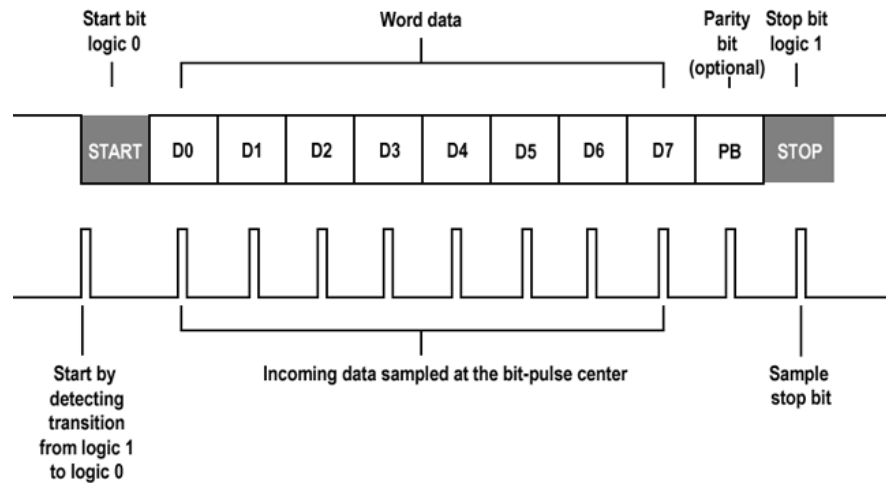 Start bit
logic 0
Word data
Parity
bit
(optional)
Stop bit
logic 1
START D0 D1 D2 D3 D4 D5 D6 D7 PB STOP
Start by
detecting
transition
from logic 1
to logic 0
Incoming data sampled at the bit-pulse center
Sample
stop bit